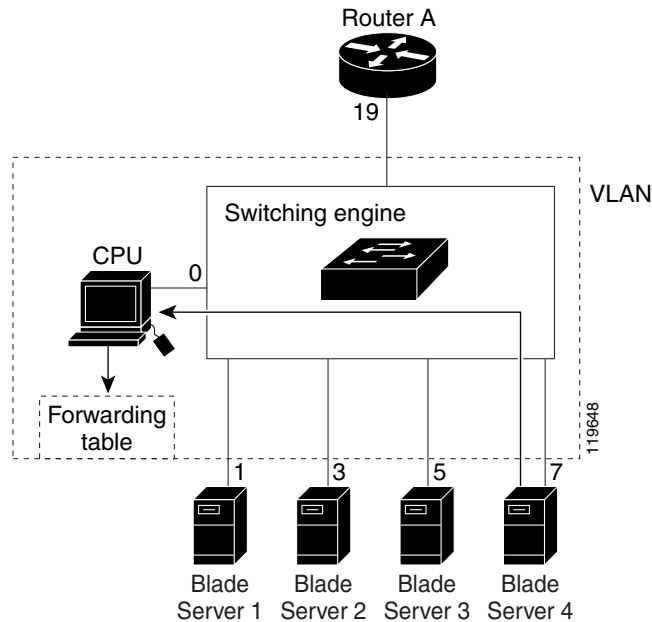 Router A
19
VLAN
Switching engine
CPU
0
Forwarding
table
119648
1
3
5
7
Blade
Server 1
Blade
Server 2
Blade
Server 3
Blade
Server 4